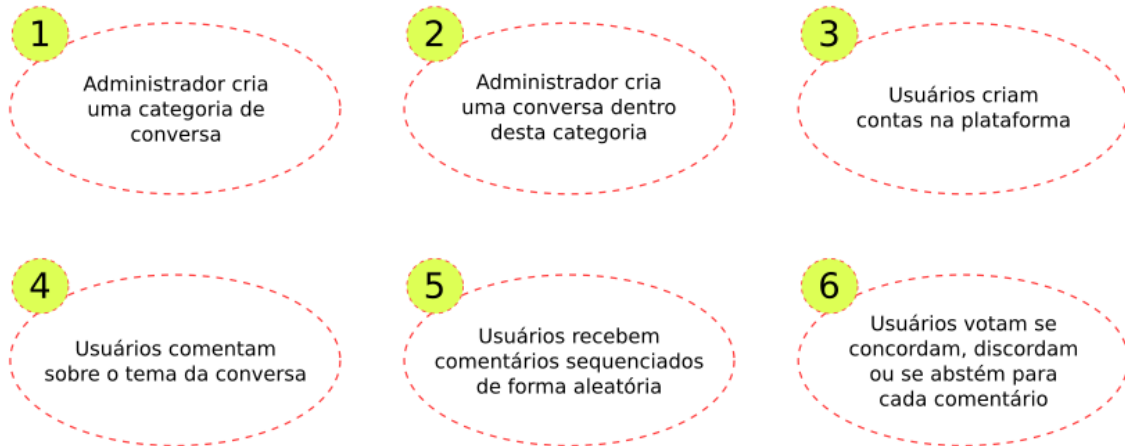 1
Administrador cria
uma categoria de
conversa
2
Administrador cria
uma conversa dentro
desta categoria
3
Usuários criam
contas na plataforma
4
Usuários comentam
sobre o tema da conversa
5
Usuários recebem
comentários sequenciados
de forma aleatória
6
Usuários votam se
concordam, discordam
ou se abstém para
cada comentário